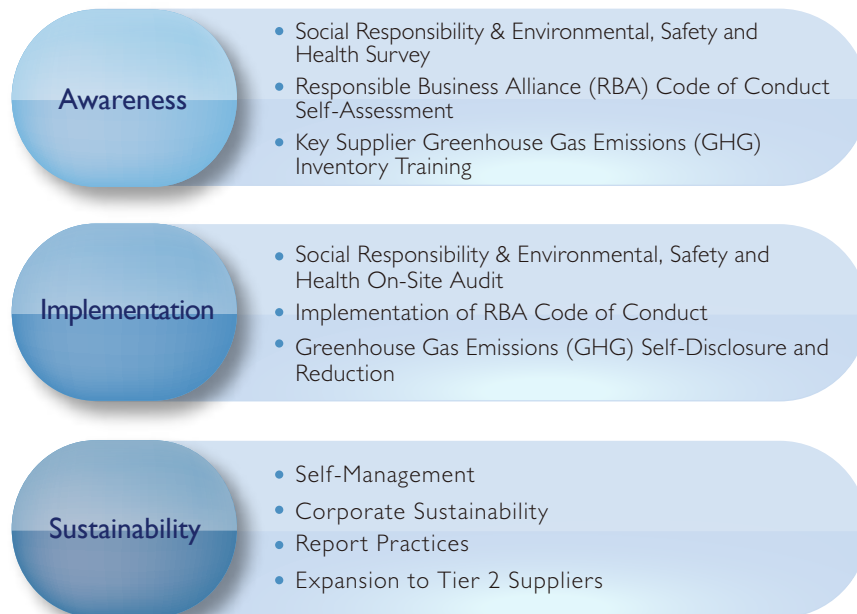 Awareness
• Social Responsibility & Environmental, Safety and
Health Survey
• Responsible Business Alliance (RBA) Code of Conduct
Self-Assessment
• Key Supplier Greenhouse Gas Emissions (GHG)
Inventory Training
Implementation
• Social Responsibility & Environmental, Safety and
Health On-Site Audit
• Implementation of RBA Code of Conduct
• Greenhouse Gas Emissions (GHG) Self-Disclosure and
Reduction
Sustainability
• Self-Management
• Corporate Sustainability
• Report Practices
• Expansion to Tier 2 Suppliers